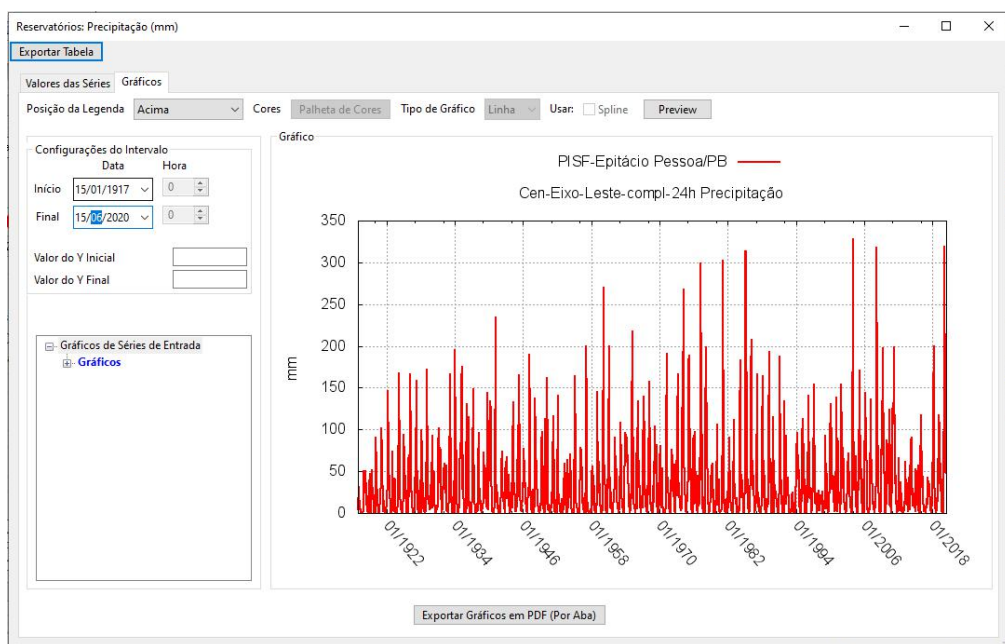 Reservatórios: Precipitação (mm)
Exportar Tabela
Valores das Séries Gráficos
Posição da Legenda Acima Cores Palheta de Cores Tipo de Gráfico Linha Usar: Spline Preview
Configurações do Intervalo
Data Hora
Início 15/01/1917 0
Final 15/06/2020 0
Valor do Y Inicial
Valor do Y Final
Gráficos de Séries de Entrada
Gráficos
Gráfico
PISF-Epitácio Pessoa/PB
Cen-Eixo-Leste-compl-24h Precipitação
350
300
250
200
150
100
50
0
mm
01/1922 01/1934 01/1946 01/1958 01/1970 01/1982 01/1994 01/2006 01/2018
Exportar Gráficos em PDF (Por Aba)